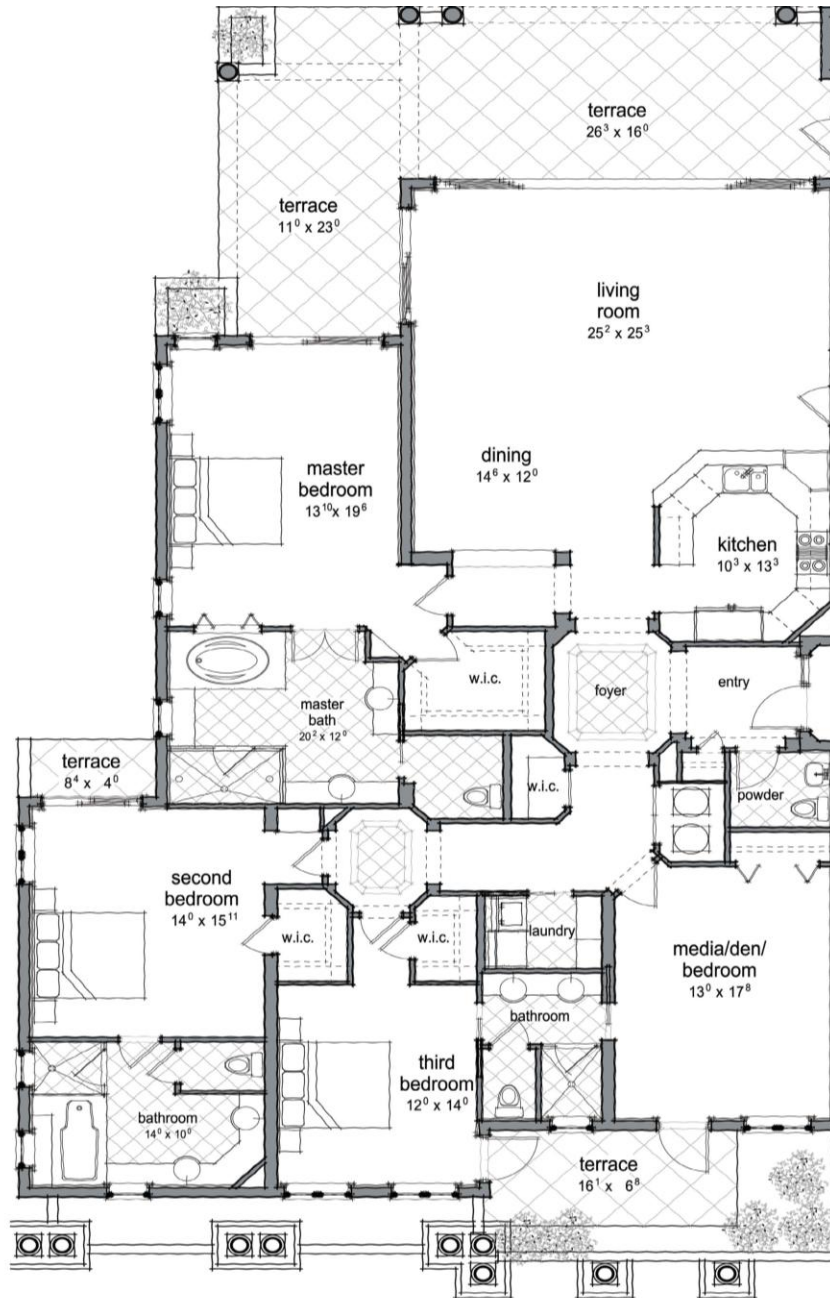 terrace
26³ x 16⁰
terrace
11⁰ x 23⁰
living
room
25² x 25³
dining
14⁶ x 12⁰
master
bedroom
13¹⁰ x 19⁶
kitchen
10³ x 13³
w.i.c.
foyer
entry
master
bath
20² x 12⁰
terrace
8⁴ x 4⁰
w.i.c.
powder
second
bedroom
14⁰ x 15¹¹
w.i.c.
w.i.c.
laundry
media/den/
bedroom
13⁰ x 17⁸
bathroom
third
bedroom
12⁰ x 14⁰
bathroom
14⁰ x 10⁰
terrace
16¹ x 6⁸